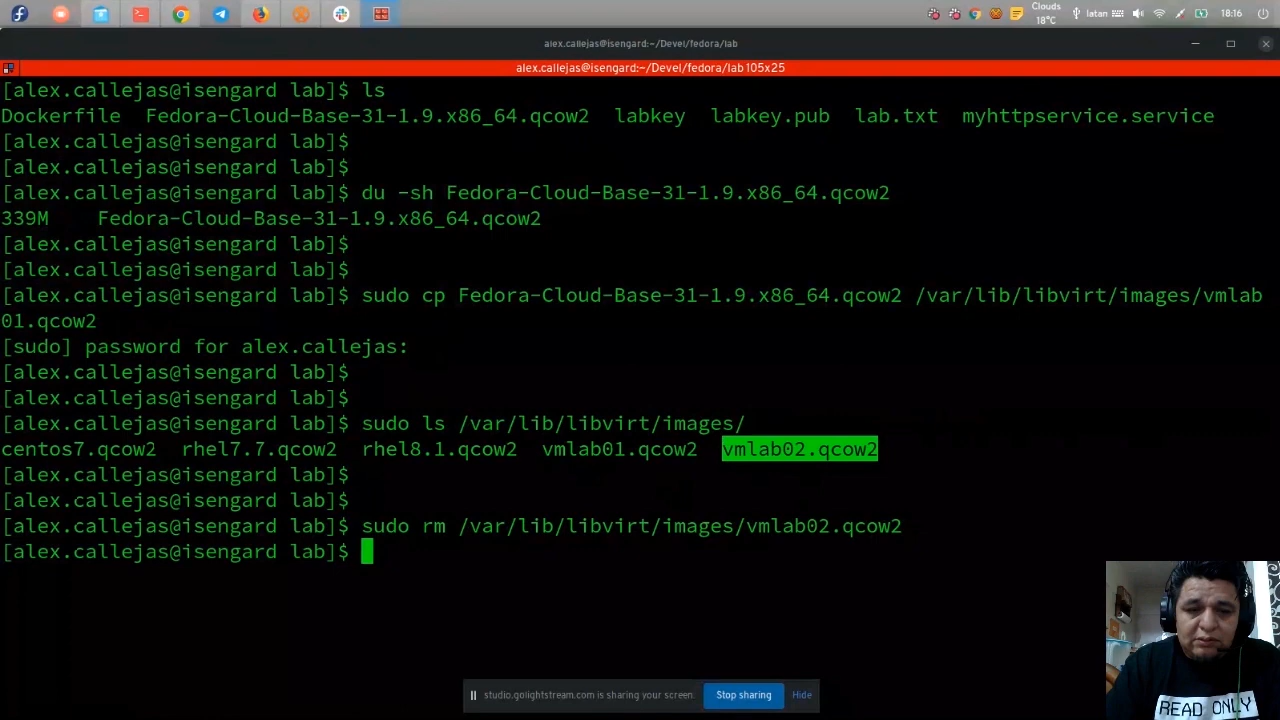 Clouds
18°C
latam
18:16
alex.callejas@isengard:~/Devel/fedora/lab
alex.callejas@isengard:~/Devel/fedora/lab 105x25
[alex.callejas@isengard lab]$ ls
Dockerfile  Fedora-Cloud-Base-31-1.9.x86_64.qcow2  labkey  labkey.pub  lab.txt  myhttpservice.service
[alex.callejas@isengard lab]$
[alex.callejas@isengard lab]$
[alex.callejas@isengard lab]$ du -sh Fedora-Cloud-Base-31-1.9.x86_64.qcow2
339M    Fedora-Cloud-Base-31-1.9.x86_64.qcow2
[alex.callejas@isengard lab]$
[alex.callejas@isengard lab]$
[alex.callejas@isengard lab]$ sudo cp Fedora-Cloud-Base-31-1.9.x86_64.qcow2 /var/lib/libvirt/images/vmlab
01.qcow2
[sudo] password for alex.callejas:
[alex.callejas@isengard lab]$
[alex.callejas@isengard lab]$
[alex.callejas@isengard lab]$ sudo ls /var/lib/libvirt/images/
centos7.qcow2  rhel7.7.qcow2  rhel8.1.qcow2  vmlab01.qcow2  vmlab02.qcow2
[alex.callejas@isengard lab]$
[alex.callejas@isengard lab]$
[alex.callejas@isengard lab]$ sudo rm /var/lib/libvirt/images/vmlab02.qcow2
[alex.callejas@isengard lab]$
studio.golightstream.com is sharing your screen.
Stop sharing
Hide
READ ONLY